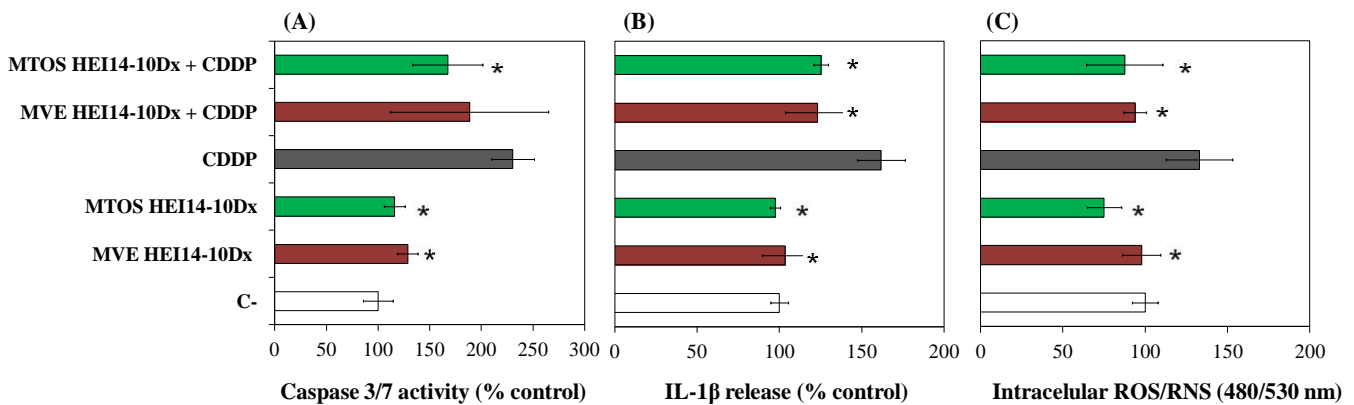 (A) (B) (C)
MTOS HEI14-10Dx + CDDP
MVE HEI14-10Dx + CDDP
CDDP
MTOS HEI14-10Dx
MVE HEI14-10Dx
C-
* * * * * * * * * * *
0 50 100 150 200 250 300
0 50 100 150 200
0 50 100 150 200
Caspase 3/7 activity (% control)
IL-1β release (% control)
Intracelular ROS/RNS (480/530 nm)